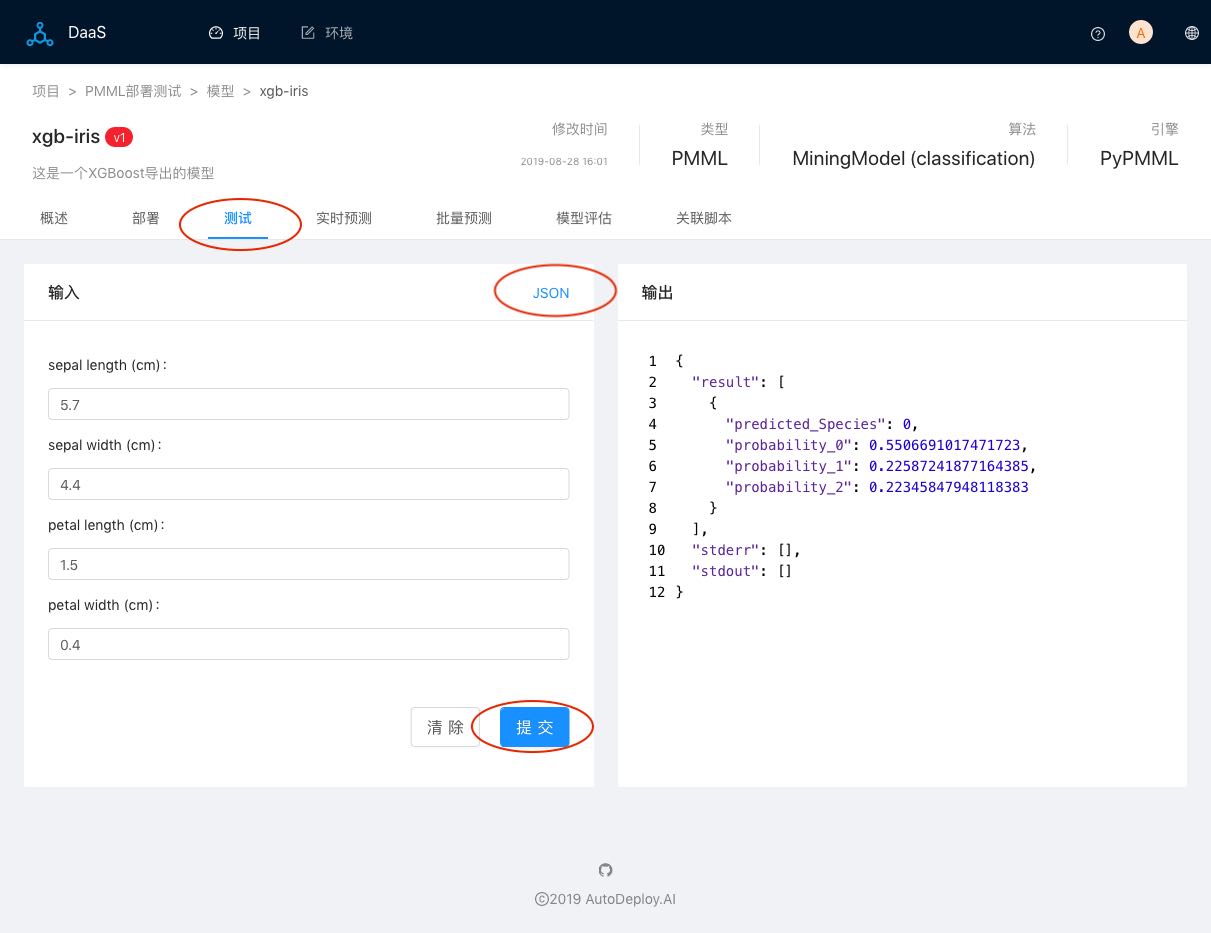 DaaS 项目 环境 A
项目 > PMML部署测试 > 模型 > xgb-iris
xgb-iris v1
这是一个XGBoost导出的模型
修改时间 类型 算法 引擎
2019-08-28 16:01 PMML MiningModel (classification) PyPMML
概述 部署 测试 实时预测 批量预测 模型评估 关联脚本
输入 JSON
sepal length (cm):
5.7
sepal width (cm):
4.4
petal length (cm):
1.5
petal width (cm):
0.4
清 除 提 交
输出
1 {
2 "result": [
3 {
4 "predicted_Species": 0,
5 "probability_0": 0.5506691017471723,
6 "probability_1": 0.22587241877164385,
7 "probability_2": 0.22345847948118383
8 }
9 ],
10 "stderr": [],
11 "stdout": []
12 }
©2019 AutoDeploy.AI